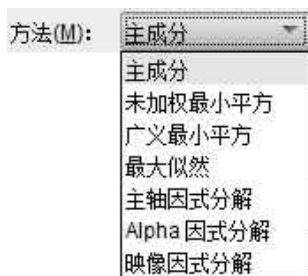 方法(M): 主成分
主成分
未加权最小平方
广义最小平方
最大似然
主轴因式分解
Alpha 因式分解
映像因式分解